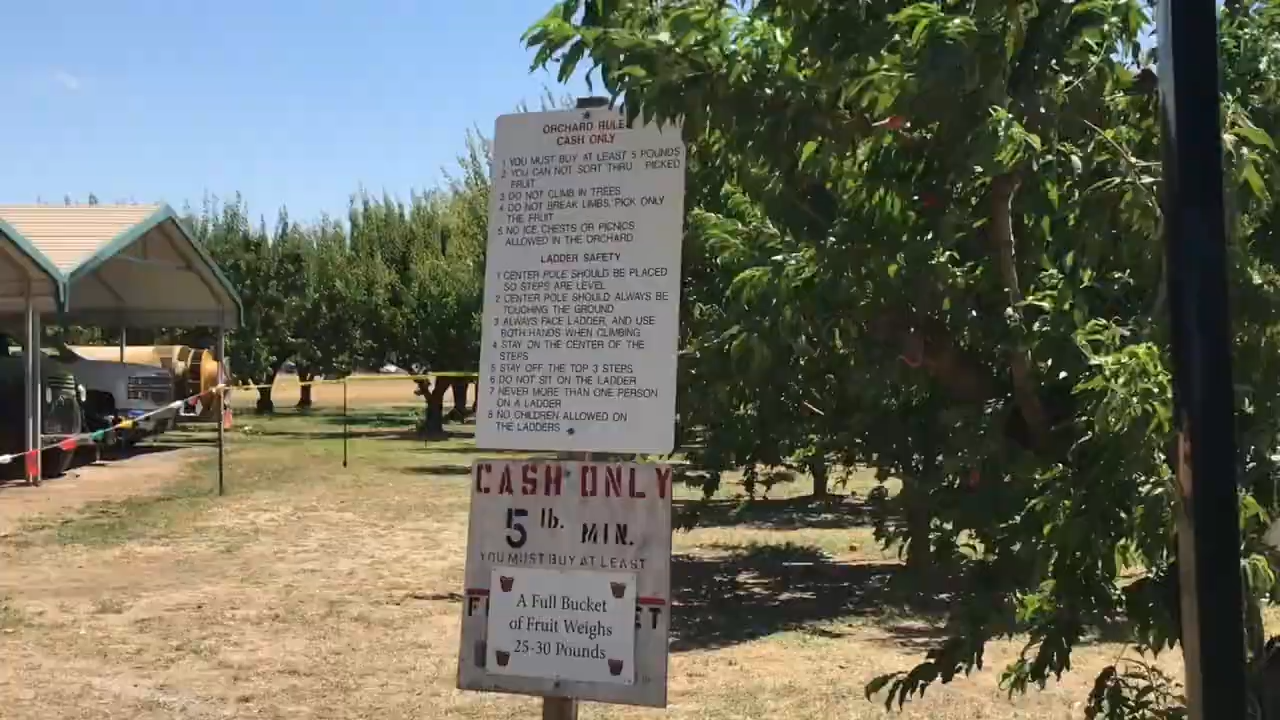 ORCHARD RULE
CASH ONLY
1 YOU MUST BUY AT LEAST 5 POUNDS
2 YOU CAN NOT SORT THRU PICKED
FRUIT
3 DO NOT CLIMB IN TREES
4 DO NOT BREAK LIMBS, PICK ONLY
THE FRUIT
5 NO ICE CHESTS OR PICNICS
ALLOWED IN THE ORCHARD
LADDER SAFETY
1 CENTER POLE SHOULD BE PLACED
SO STEPS ARE LEVEL
2 CENTER POLE SHOULD ALWAYS BE
TOUCHING THE GROUND
3 ALWAYS FACE LADDER, AND USE
BOTH HANDS WHEN CLIMBING
4 STAY ON THE CENTER OF THE
STEPS
5 STAY OFF THE TOP 3 STEPS
6 DO NOT SIT ON THE LADDER
7 NEVER MORE THAN ONE PERSON
ON A LADDER
8 NO CHILDREN ALLOWED ON
THE LADDERS
CASH ONLY
5 lb. MIN.
YOU MUST BUY AT LEAST
A Full Bucket
of Fruit Weighs
25-30 Pounds